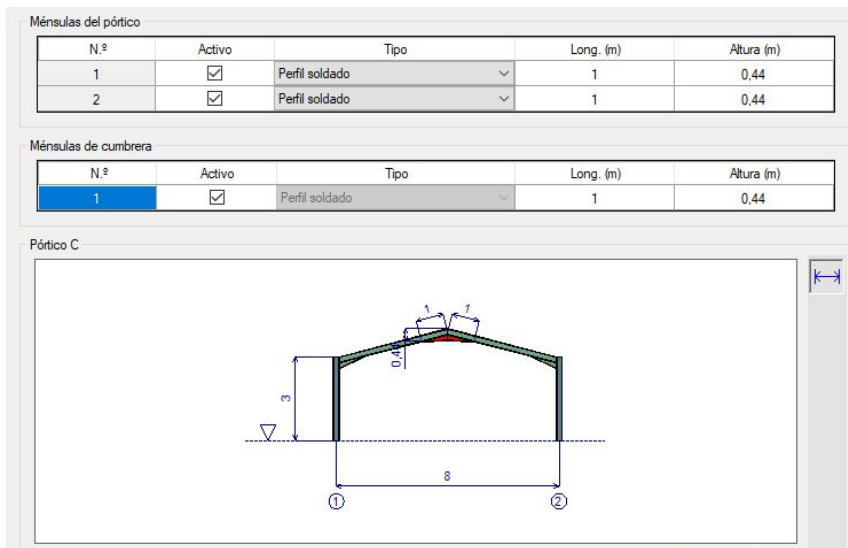 Ménsulas del pórtico
N.º Activo Tipo Long. (m) Altura (m)
1 Perfil soldado 1 0,44
2 Perfil soldado 1 0,44
Ménsulas de cumbrera
N.º Activo Tipo Long. (m) Altura (m)
1 Perfil soldado 1 0,44
Pórtico C
1 1
0,44
3
8
1 2